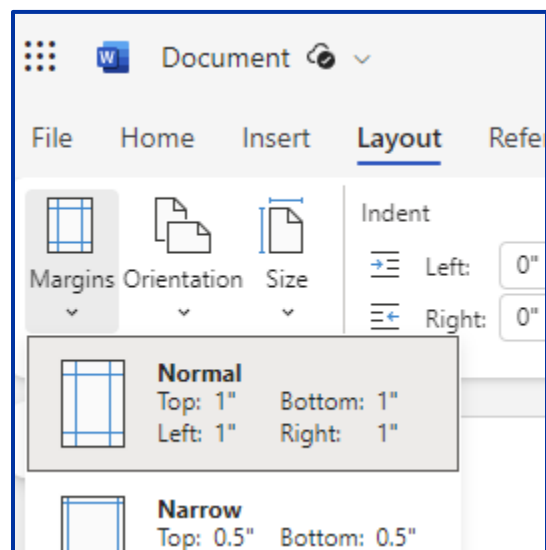 W Document
File Home Insert Layout Refe
Margins Orientation Size
Indent
Left: 0"
Right: 0"
Normal
Top: 1" Bottom: 1"
Left: 1" Right: 1"
Narrow
Top: 0.5" Bottom: 0.5"